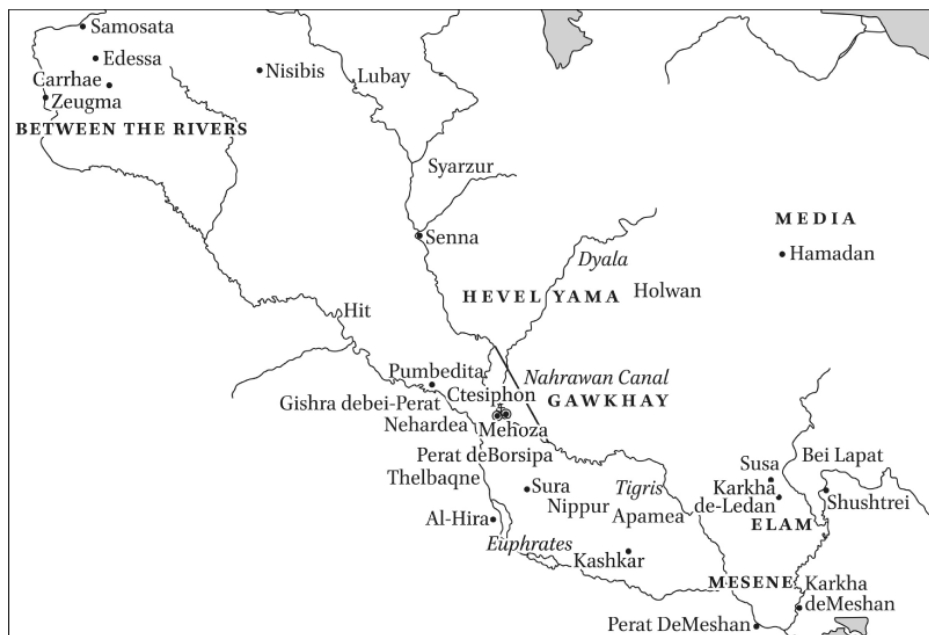 Samosata
Edessa
Carrhae
Zeugma
Nisibis
Lubay
BETWEEN THE RIVERS
Syarzur
Senna
MEDIA
Hamadan
Dyala
HEVEL YAMA
Holwan
Hit
Pumbedita
Nahrawan Canal
Ctesiphon
GAWKHAY
Gishra debei-Perat
Nehardea
Mehoza
Perat deBorsipa
Thelbaqne
Susa
Bei Lapat
Sura
Tigris
Karkha
de-Ledan
Shushtrei
Nippur
Apamea
Al-Hira
ELAM
Euphrates
Kashkar
MESENE
Karkha
deMeshan
Perat DeMeshan